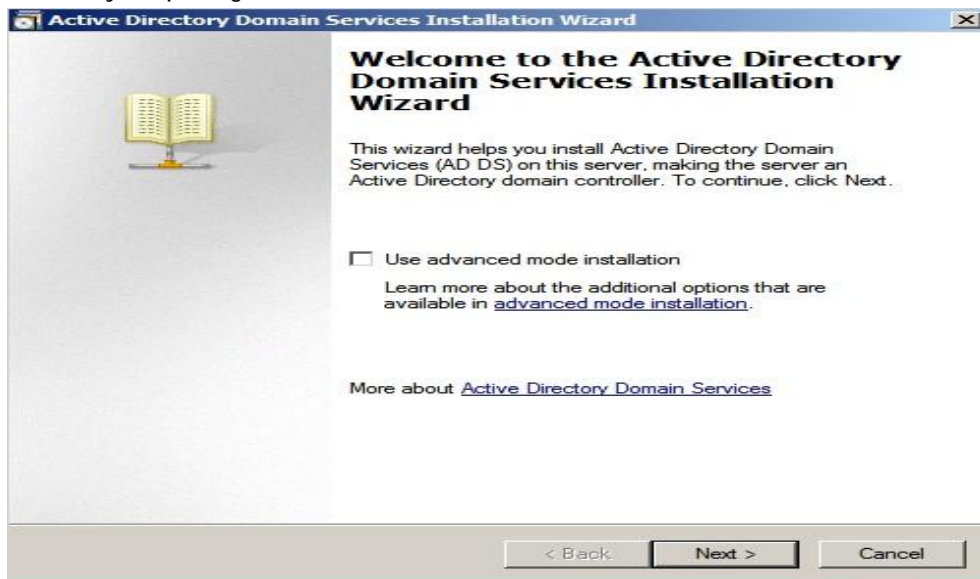 Active Directory Domain Services Installation Wizard
Welcome to the Active Directory
Domain Services Installation
Wizard
This wizard helps you install Active Directory Domain
Services (AD DS) on this server, making the server an
Active Directory domain controller. To continue, click Next.
Use advanced mode installation
Learn more about the additional options that are
available in advanced mode installation.
More about Active Directory Domain Services
< Back Next > Cancel